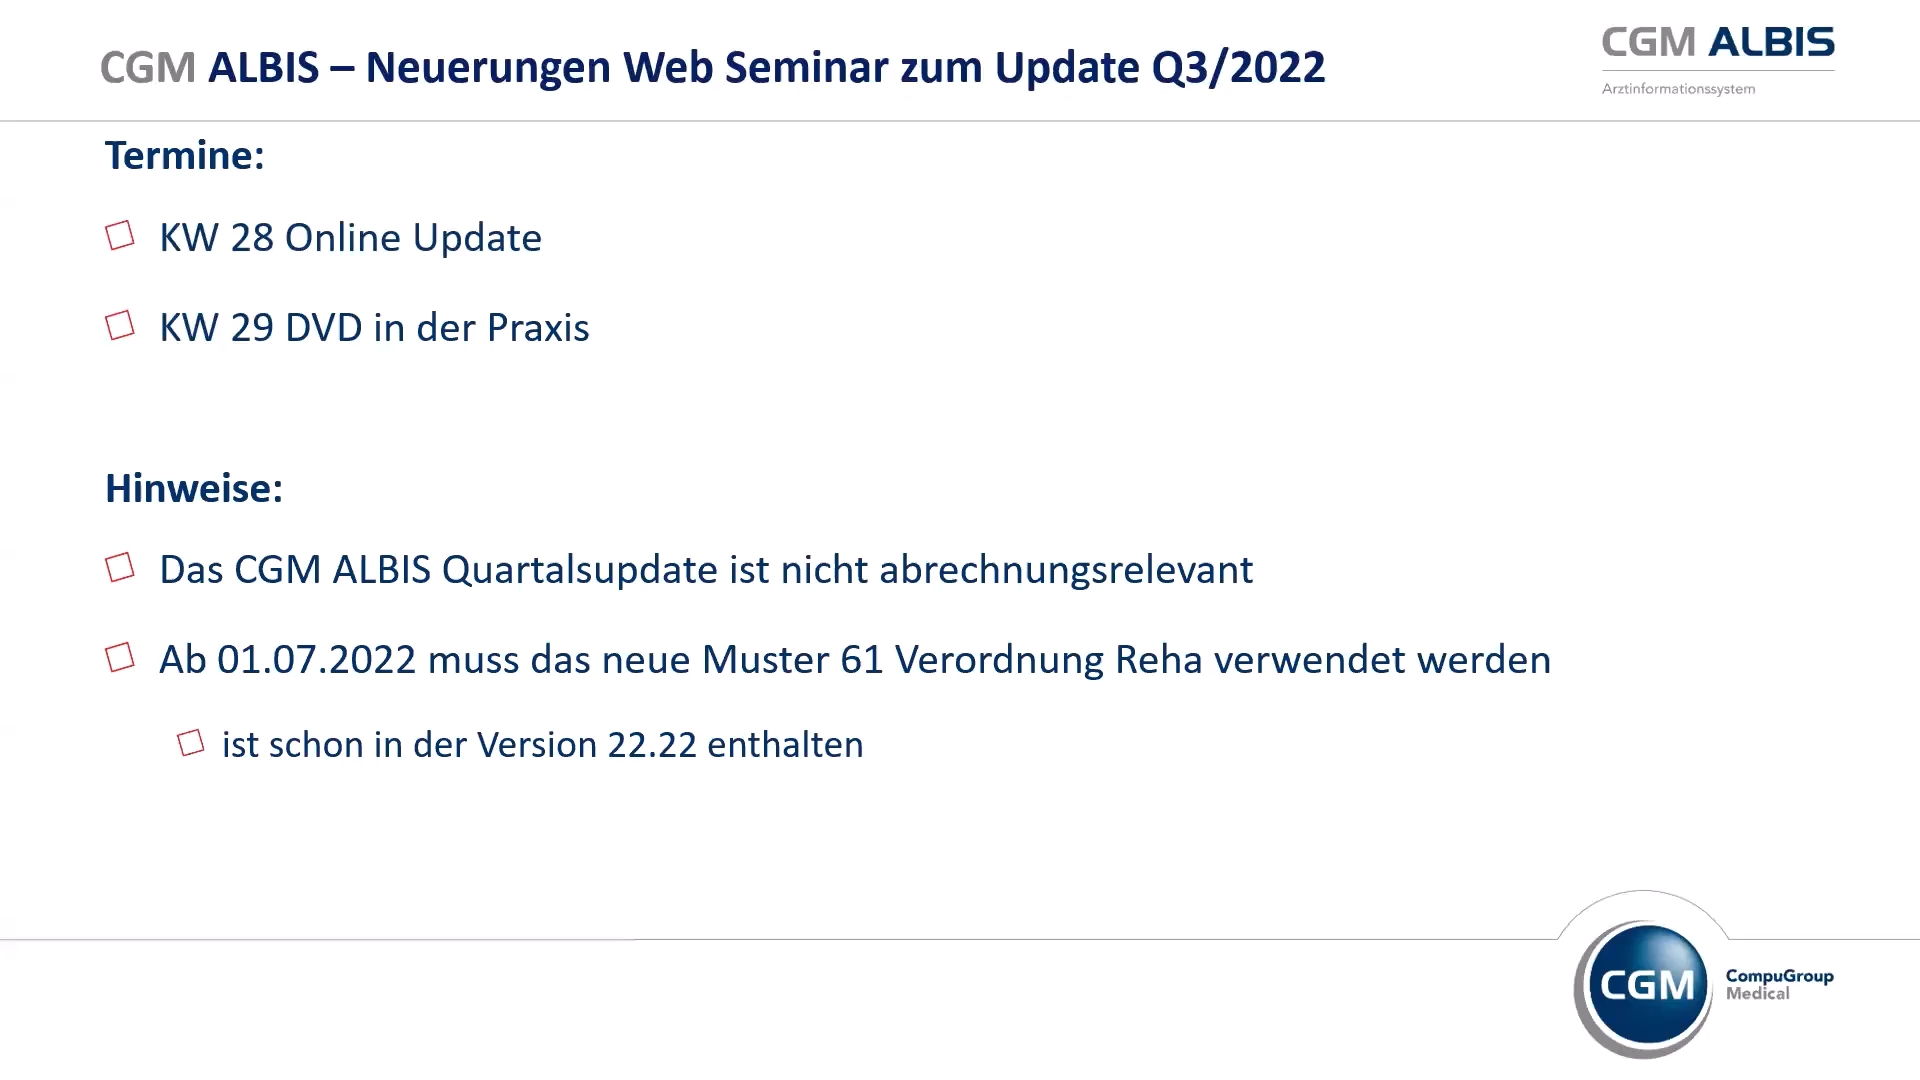 CGM ALBIS – Neuerungen Web Seminar zum Update Q3/2022
CGM ALBIS
Arztinformationssystem
Termine:
KW 28 Online Update
KW 29 DVD in der Praxis
Hinweise:
Das CGM ALBIS Quartalsupdate ist nicht abrechnungsrelevant
Ab 01.07.2022 muss das neue Muster 61 Verordnung Reha verwendet werden
ist schon in der Version 22.22 enthalten
CGM
CompuGroup
Medical